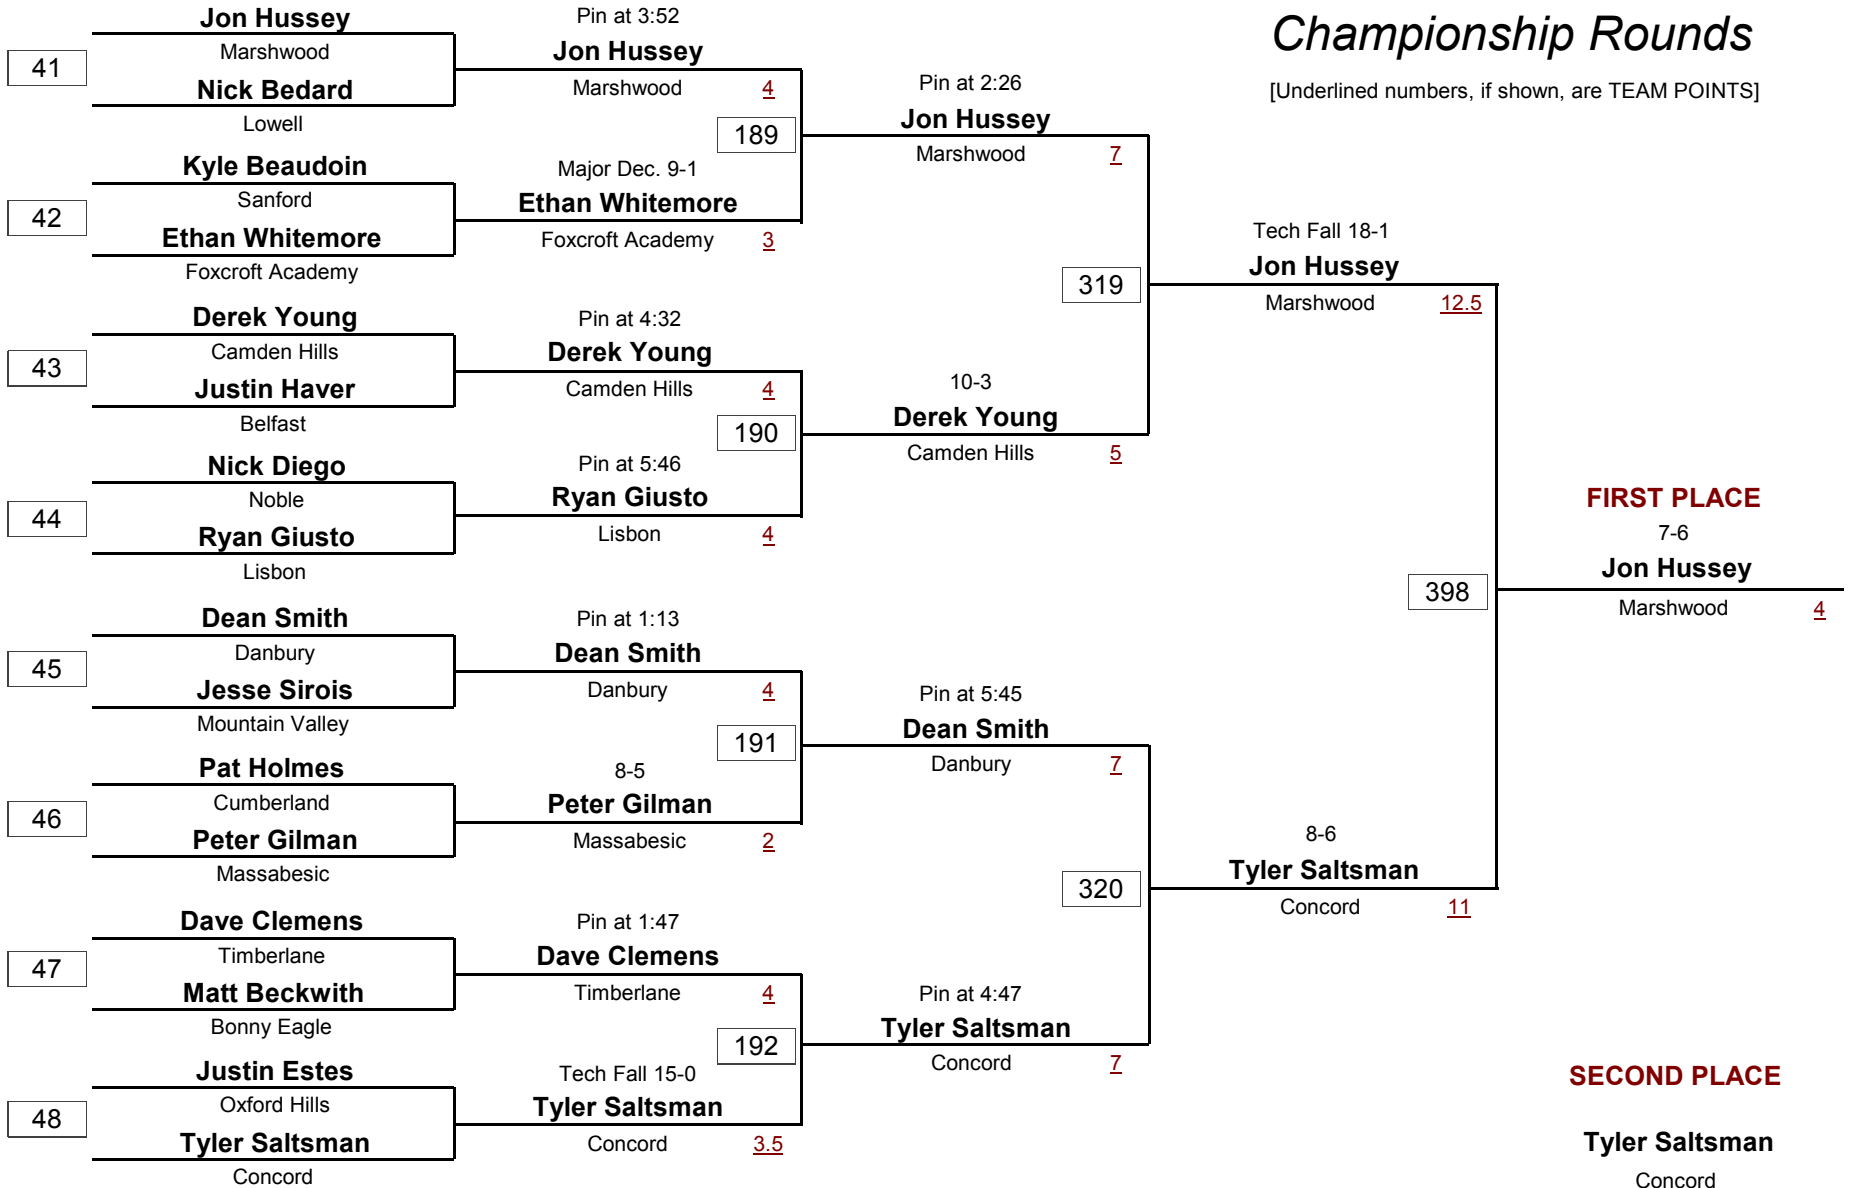 Championship Rounds
[Underlined numbers, if shown, are TEAM POINTS]
Jon Hussey
Marshwood
41
Nick Bedard
Lowell
Kyle Beaudoin
Sanford
42
Ethan Whitemore
Foxcroft Academy
Derek Young
Camden Hills
43
Justin Haver
Belfast
Nick Diego
Noble
44
Ryan Giusto
Lisbon
Dean Smith
Danbury
45
Jesse Sirois
Mountain Valley
Pat Holmes
Cumberland
46
Peter Gilman
Massabesic
Dave Clemens
Timberlane
47
Matt Beckwith
Bonny Eagle
Justin Estes
Oxford Hills
48
Tyler Saltsman
Concord
Pin at 3:52
Jon Hussey
Marshwood 4
189
Major Dec. 9-1
Ethan Whitemore
Foxcroft Academy 3
Pin at 4:32
Derek Young
Camden Hills 4
190
Pin at 5:46
Ryan Giusto
Lisbon 4
Pin at 1:13
Dean Smith
Danbury 4
191
8-5
Peter Gilman
Massabesic 2
Pin at 1:47
Dave Clemens
Timberlane 4
192
Tech Fall 15-0
Tyler Saltsman
Concord 3.5
Pin at 2:26
Jon Hussey
Marshwood 7
319
10-3
Derek Young
Camden Hills 5
Pin at 5:45
Dean Smith
Danbury 7
320
Pin at 4:47
Tyler Saltsman
Concord 7
Tech Fall 18-1
Jon Hussey
Marshwood 12.5
398
8-6
Tyler Saltsman
Concord 11
FIRST PLACE
7-6
Jon Hussey
Marshwood 4
SECOND PLACE
Tyler Saltsman
Concord